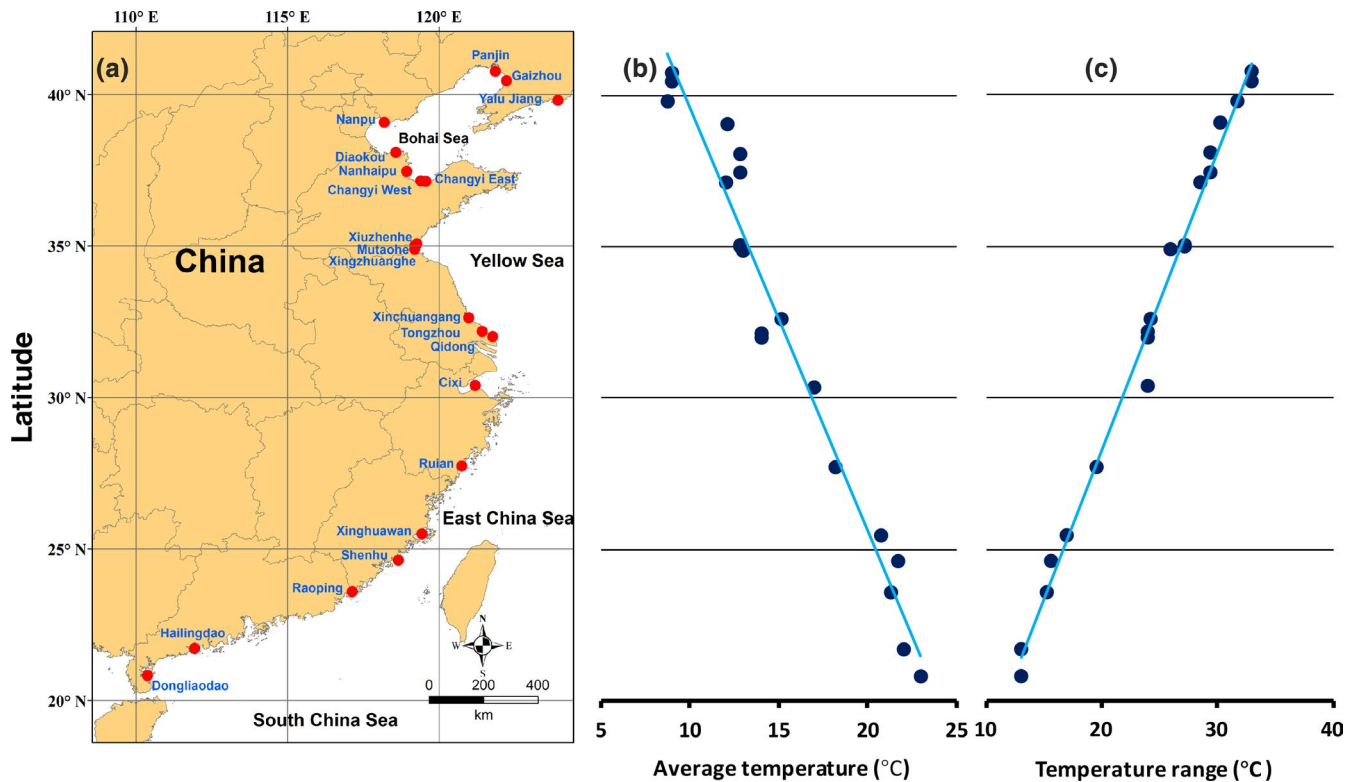 110° E 115° E 120° E
(a)
Panjin
Gaizhou
Yalu Jiang
Nanpu
Bohai Sea
Diaokou
Nanhaipu
Changyi East
Changyi West
Xiuzhenhe
Mutaohe
Xingzhuanghe
China
Yellow Sea
Xinchuangang
Tongzhou
Qidong
Cixi
Ruian
East China Sea
Xinghuawan
Shenhu
Raoping
Hailingdao
Dongliaodao
South China Sea
N
W E
S
0 200 400
km
Latitude
40° N
35° N
30° N
25° N
20° N
(b)
5 10 15 20 25
Average temperature (°C)
(c)
10 20 30 40
Temperature range (°C)